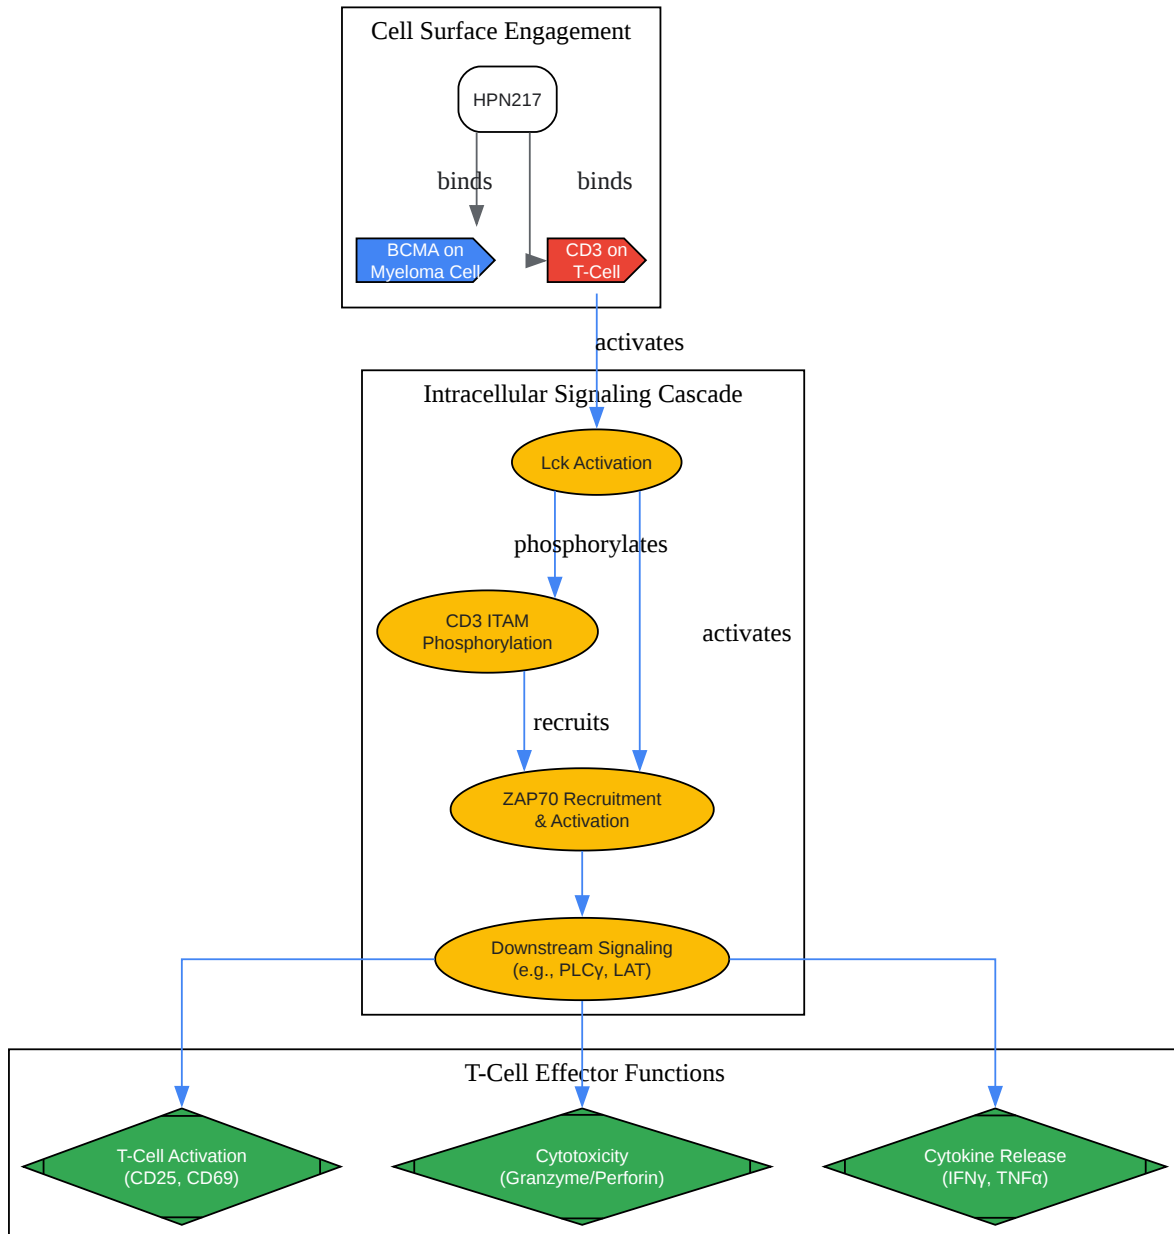 Cell Surface Engagement
HPN217
binds
binds
BCMA on
Myeloma Cell
CD3 on
T-Cell
activates
Intracellular Signaling Cascade
Lck Activation
phosphorylates
CD3 ITAM
Phosphorylation
activates
recruits
ZAP70 Recruitment
& Activation
Downstream Signaling
(e.g., PLCγ, LAT)
T-Cell Effector Functions
T-Cell Activation
(CD25, CD69)
Cytotoxicity
(Granzyme/Perforin)
Cytokine Release
(IFNγ, TNFα)